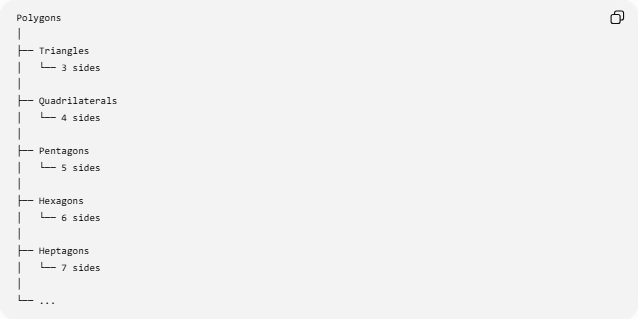 Polygons
│
├── Triangles
│   └── 3 sides
│
├── Quadrilaterals
│   └── 4 sides
│
├── Pentagons
│   └── 5 sides
│
├── Hexagons
│   └── 6 sides
│
├── Heptagons
│   └── 7 sides
│
└── ...